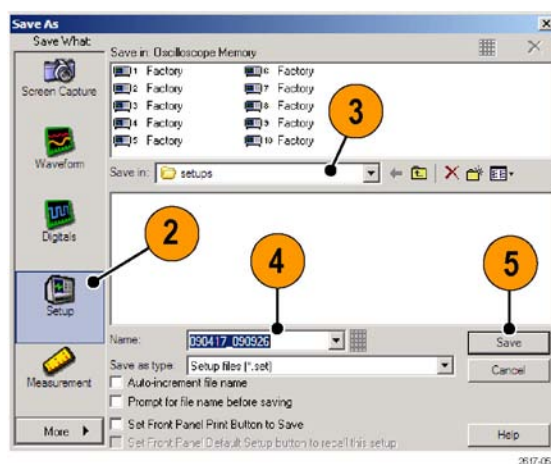 Save As
Save What:
Save in: Oscilloscope Memory
Screen Capture
1 Factory
2 Factory
3 Factory
4 Factory
5 Factory
6 Factory
7 Factory
8 Factory
9 Factory
10 Factory
3
Waveform
Save in: setups
Digitals
2
4
5
Setup
Name: 090417_090926
Save
Save as type: Setup files (*.set)
Cancel
Measurement
Auto-increment file name
Prompt for file name before saving
Set Front Panel Print Button to Save
Set Front Panel Default Setup button to recall this setup
More
Help
2617-05